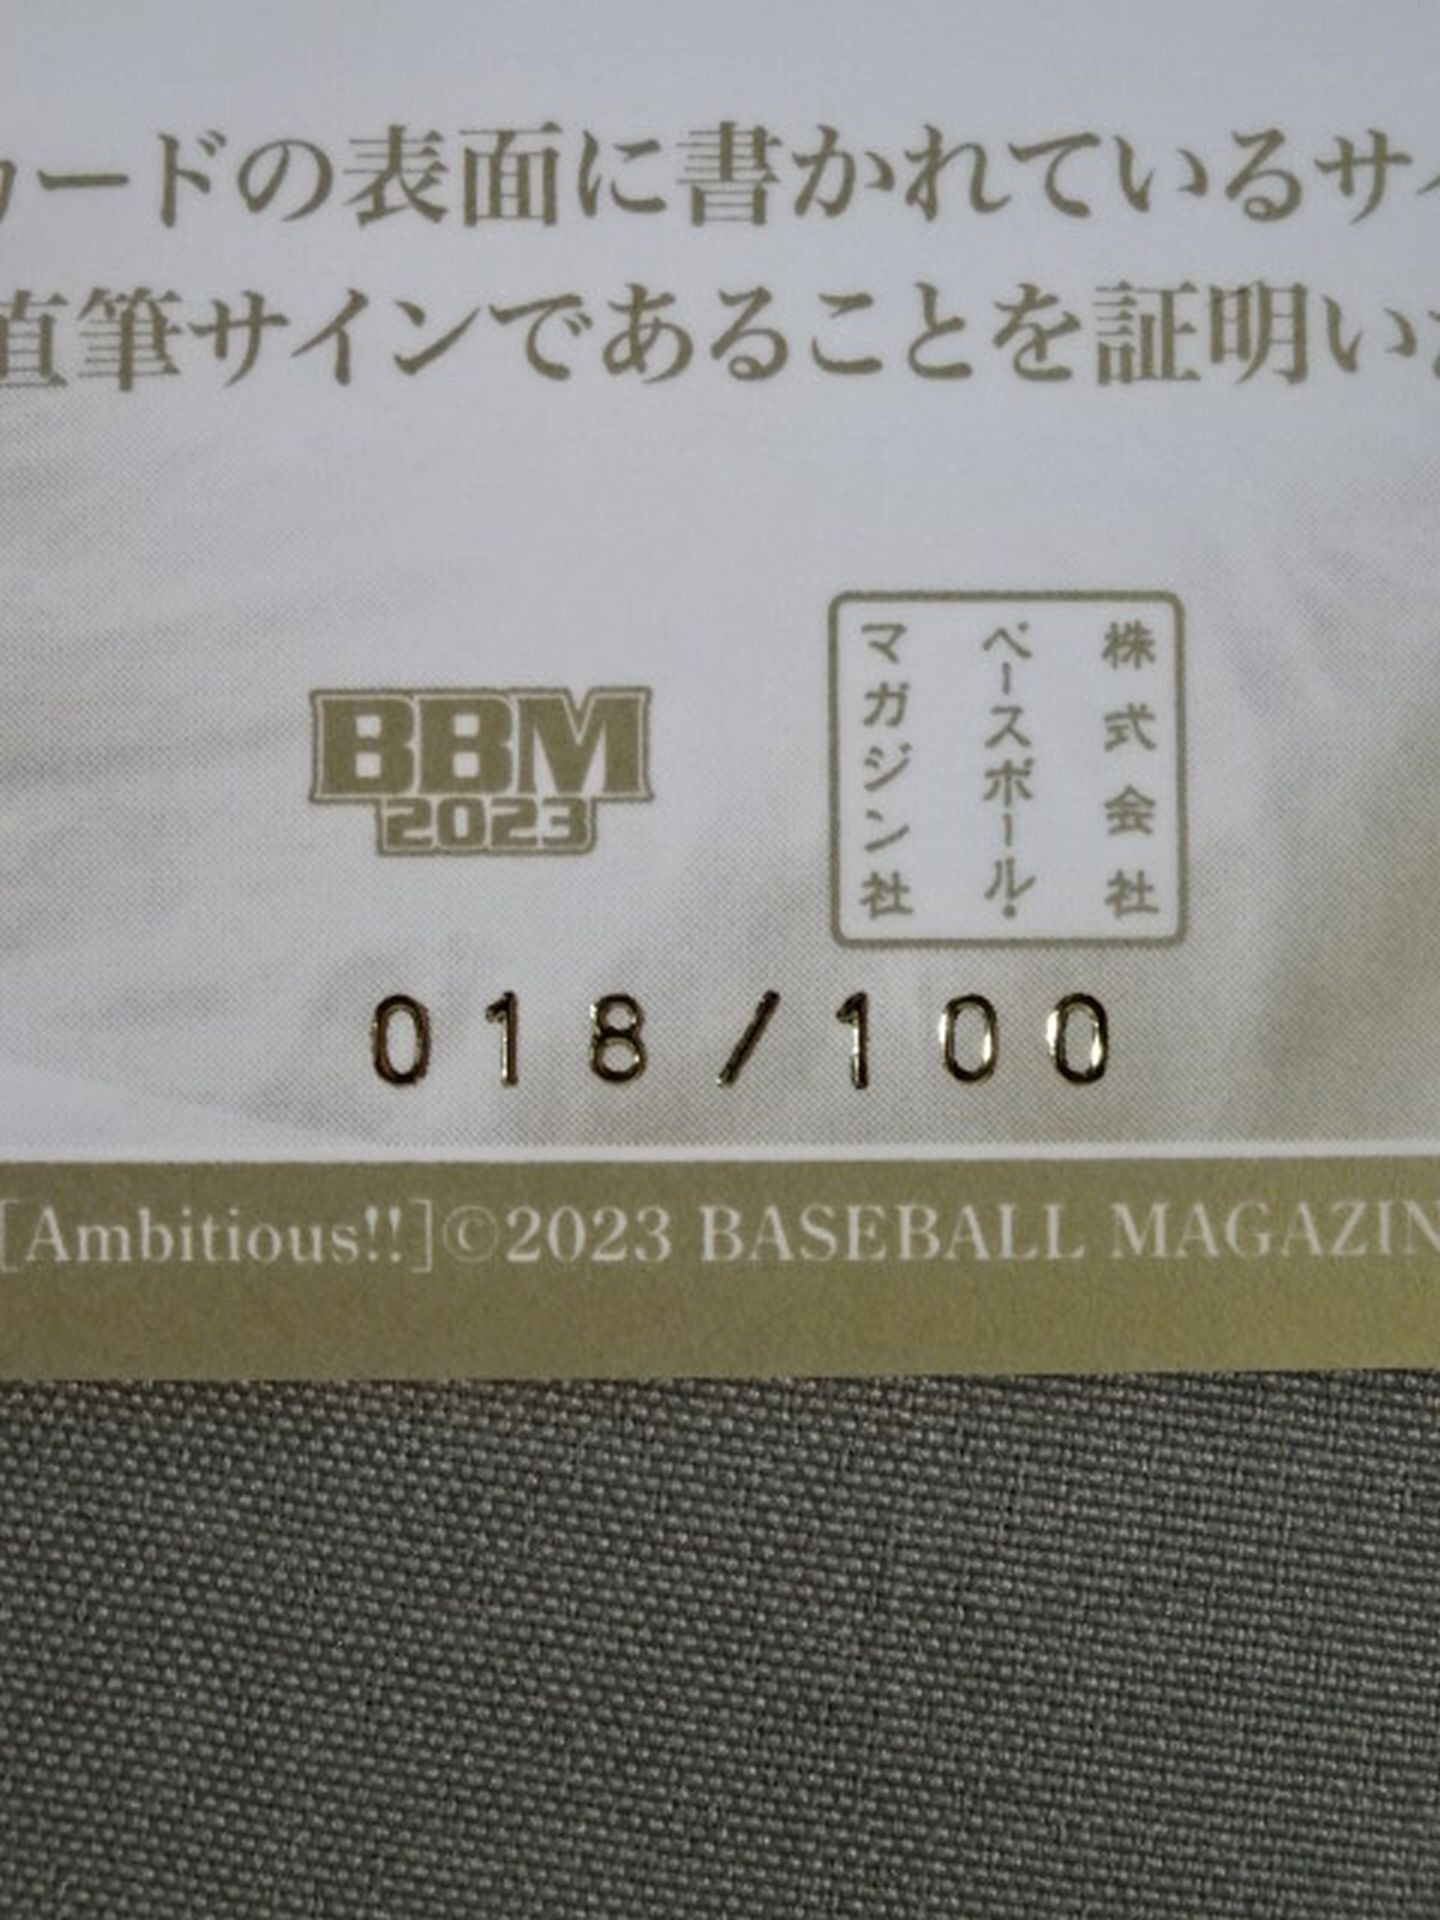 カードの表面に書かれているサイ
直筆サインであることを証明いた
BBM
2023
株式会社
ベースボール・
マガジン社
018/100
[Ambitious!!]©2023 BASEBALL MAGAZIN